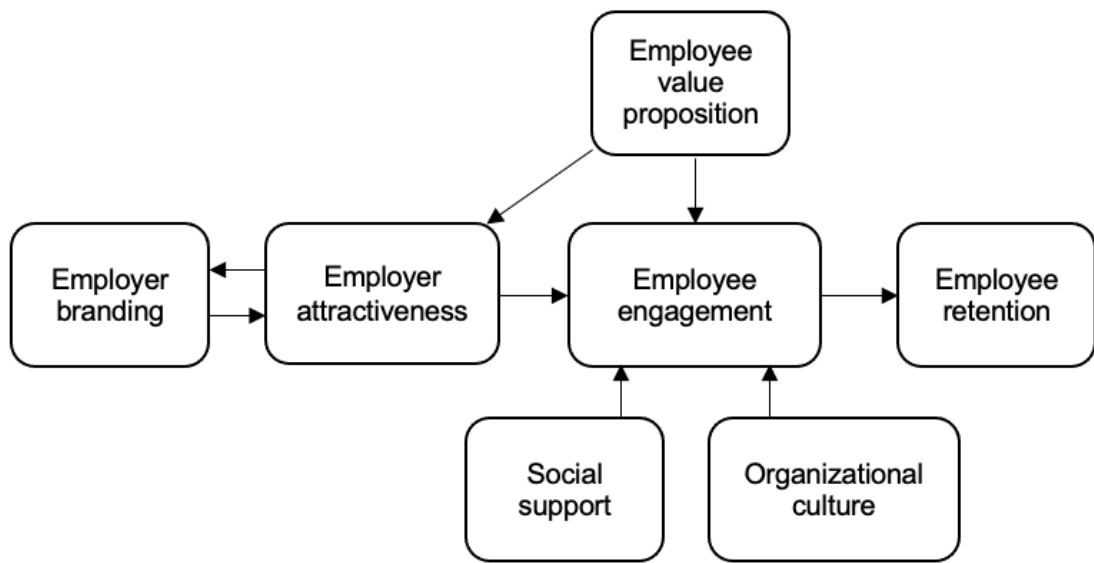 Employee
value
proposition
Employer
branding
Employer
attractiveness
Employee
engagement
Employee
retention
Social
support
Organizational
culture